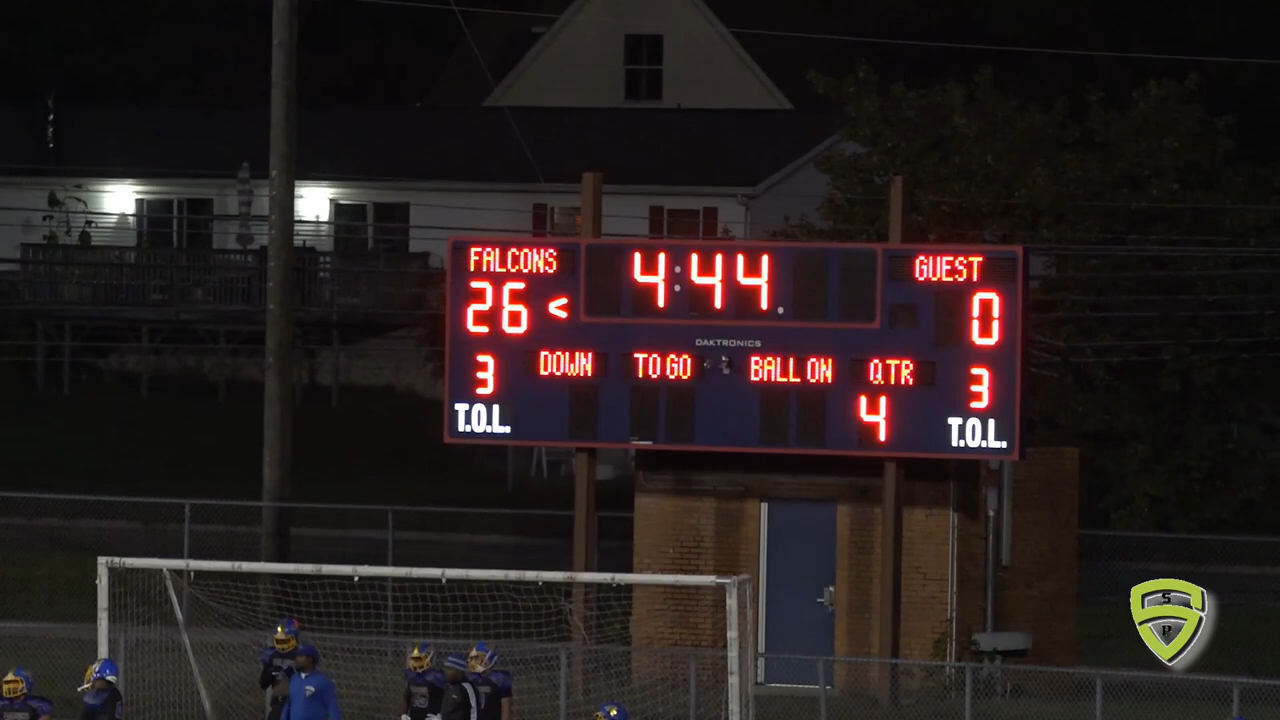 FALCONS
4:44
GUEST
26 <
0
DAKTRONICS
DOWN
TO GO
BALL ON
QTR
3
4
3
T.O.L.
T.O.L.
S
P